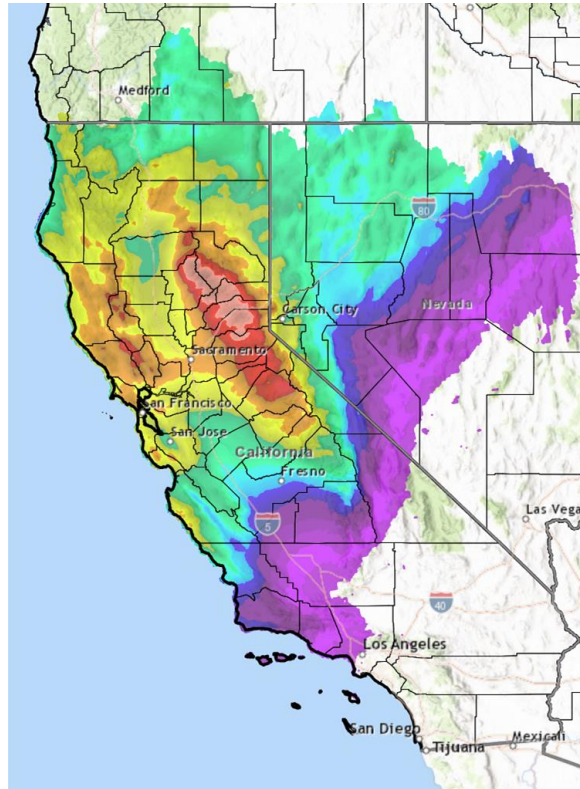 Medford
80
Carson City
Nevada
Sacramento
San Francisco
San Jose
California
Fresno
5
Las Vega
40
Los Angeles
San Diego
Tijuana
Mexicali